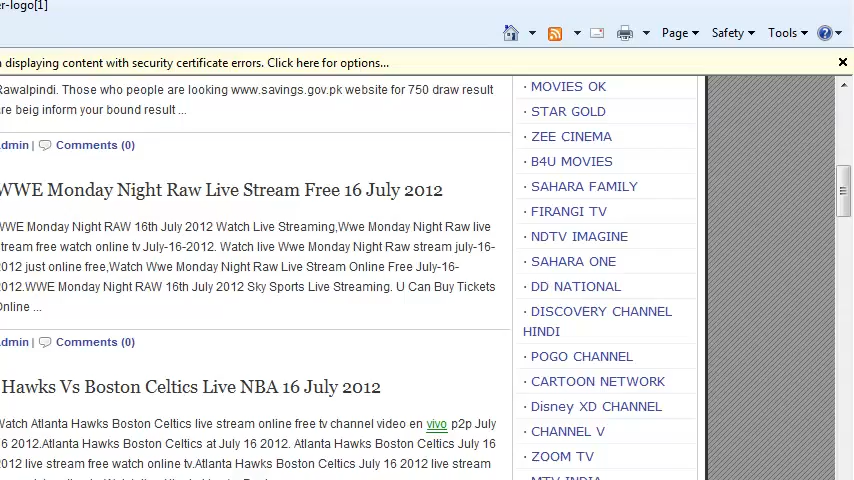 er-logo[1]
Page Safety Tools
displaying content with security certificate errors. Click here for options...
Rawalpindi. Those who people are looking www.savings.gov.pk website for 750 draw result
are beig inform your bound result ...
dmin | Comments (0)
WWE Monday Night Raw Live Stream Free 16 July 2012
WWE Monday Night RAW 16th July 2012 Watch Live Streaming,Wwe Monday Night Raw live
tream free watch online tv July-16-2012. Watch live Wwe Monday Night Raw stream july-16-
2012 just online free,Watch Wwe Monday Night Raw Live Stream Online Free July-16-
2012.WWE Monday Night RAW 16th July 2012 Sky Sports Live Streaming. U Can Buy Tickets
Online ...
dmin | Comments (0)
Hawks Vs Boston Celtics Live NBA 16 July 2012
Watch Atlanta Hawks Boston Celtics live stream online free tv channel video en vivo p2p July
6 2012.Atlanta Hawks Boston Celtics at July 16 2012. Atlanta Hawks Boston Celtics July 16
2012 live stream free watch online tv.Atlanta Hawks Boston Celtics July 16 2012 live stream
· MOVIES OK
· STAR GOLD
· ZEE CINEMA
· B4U MOVIES
· SAHARA FAMILY
· FIRANGI TV
· NDTV IMAGINE
· SAHARA ONE
· DD NATIONAL
· DISCOVERY CHANNEL
HINDI
· POGO CHANNEL
· CARTOON NETWORK
· Disney XD CHANNEL
· CHANNEL V
· ZOOM TV
· MTV INDIA